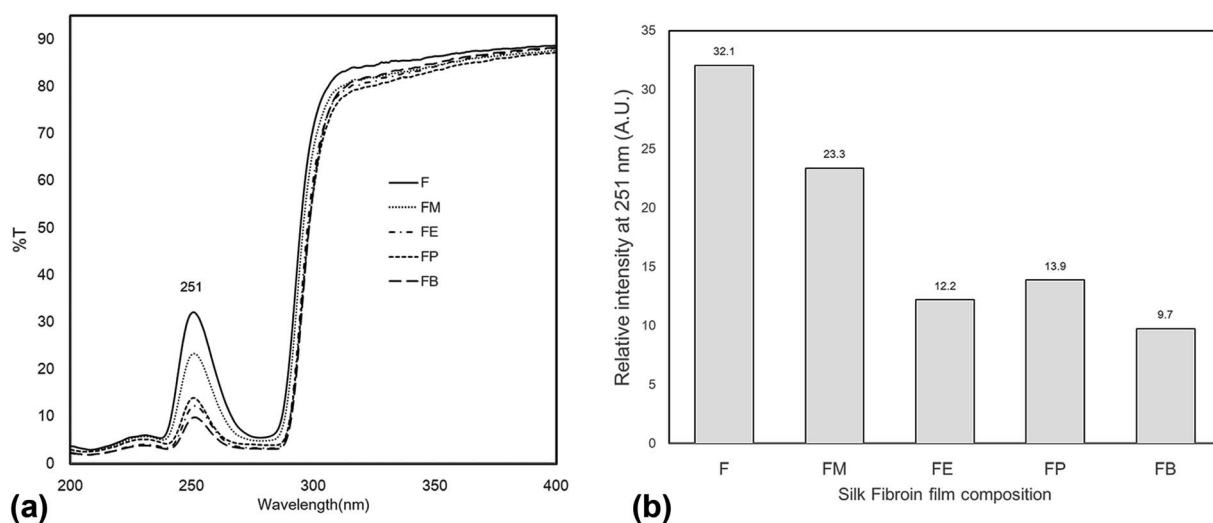 90
80
70
60
50
40
30
20
10
0
%T
251
F
FM
FE
FP
FB
200
250
300
350
400
Wavelength(nm)
(a)
35
30
25
20
15
10
5
0
Relative intensity at 251 nm (A.U.)
32.1
23.3
12.2
13.9
9.7
F
FM
FE
FP
FB
Silk Fibroin film composition
(b)